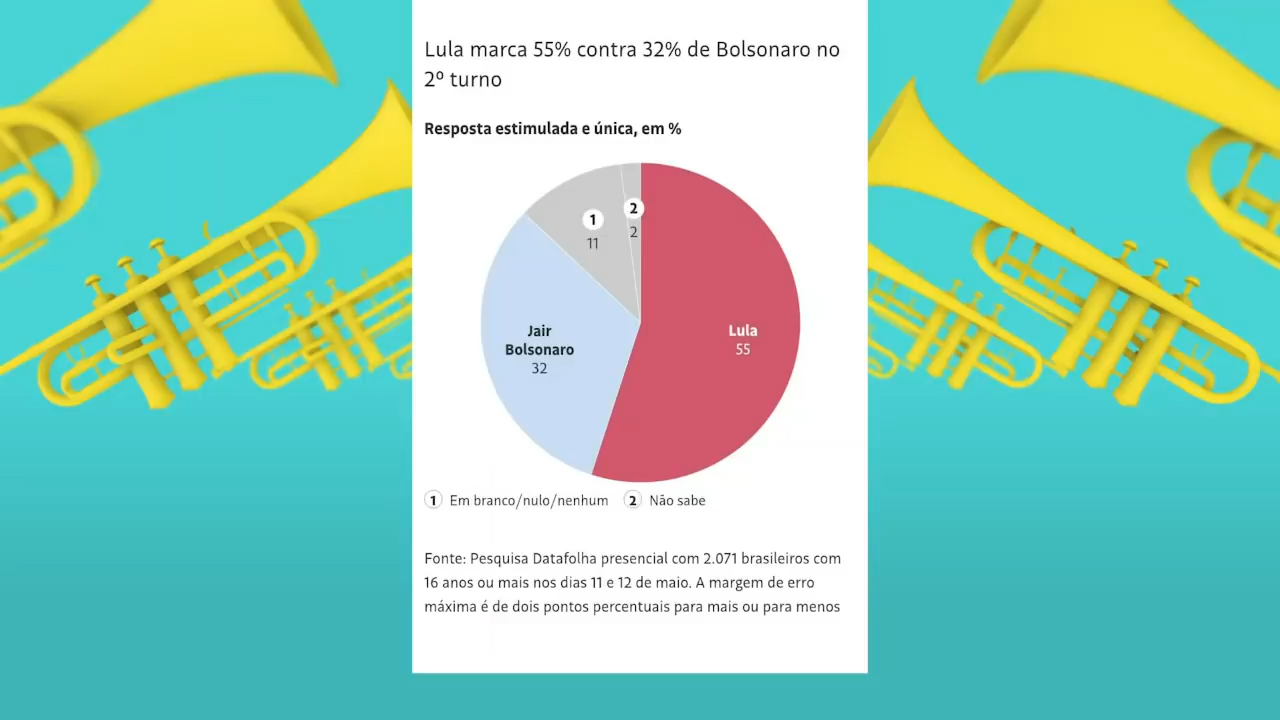 Lula marca 55% contra 32% de Bolsonaro no
2º turno
Resposta estimulada e única, em %
1
11
2
2
Jair
Bolsonaro
32
Lula
55
1 Em branco/nulo/nenhum 2 Não sabe
Fonte: Pesquisa Datafolha presencial com 2.071 brasileiros com
16 anos ou mais nos dias 11 e 12 de maio. A margem de erro
máxima é de dois pontos percentuais para mais ou para menos